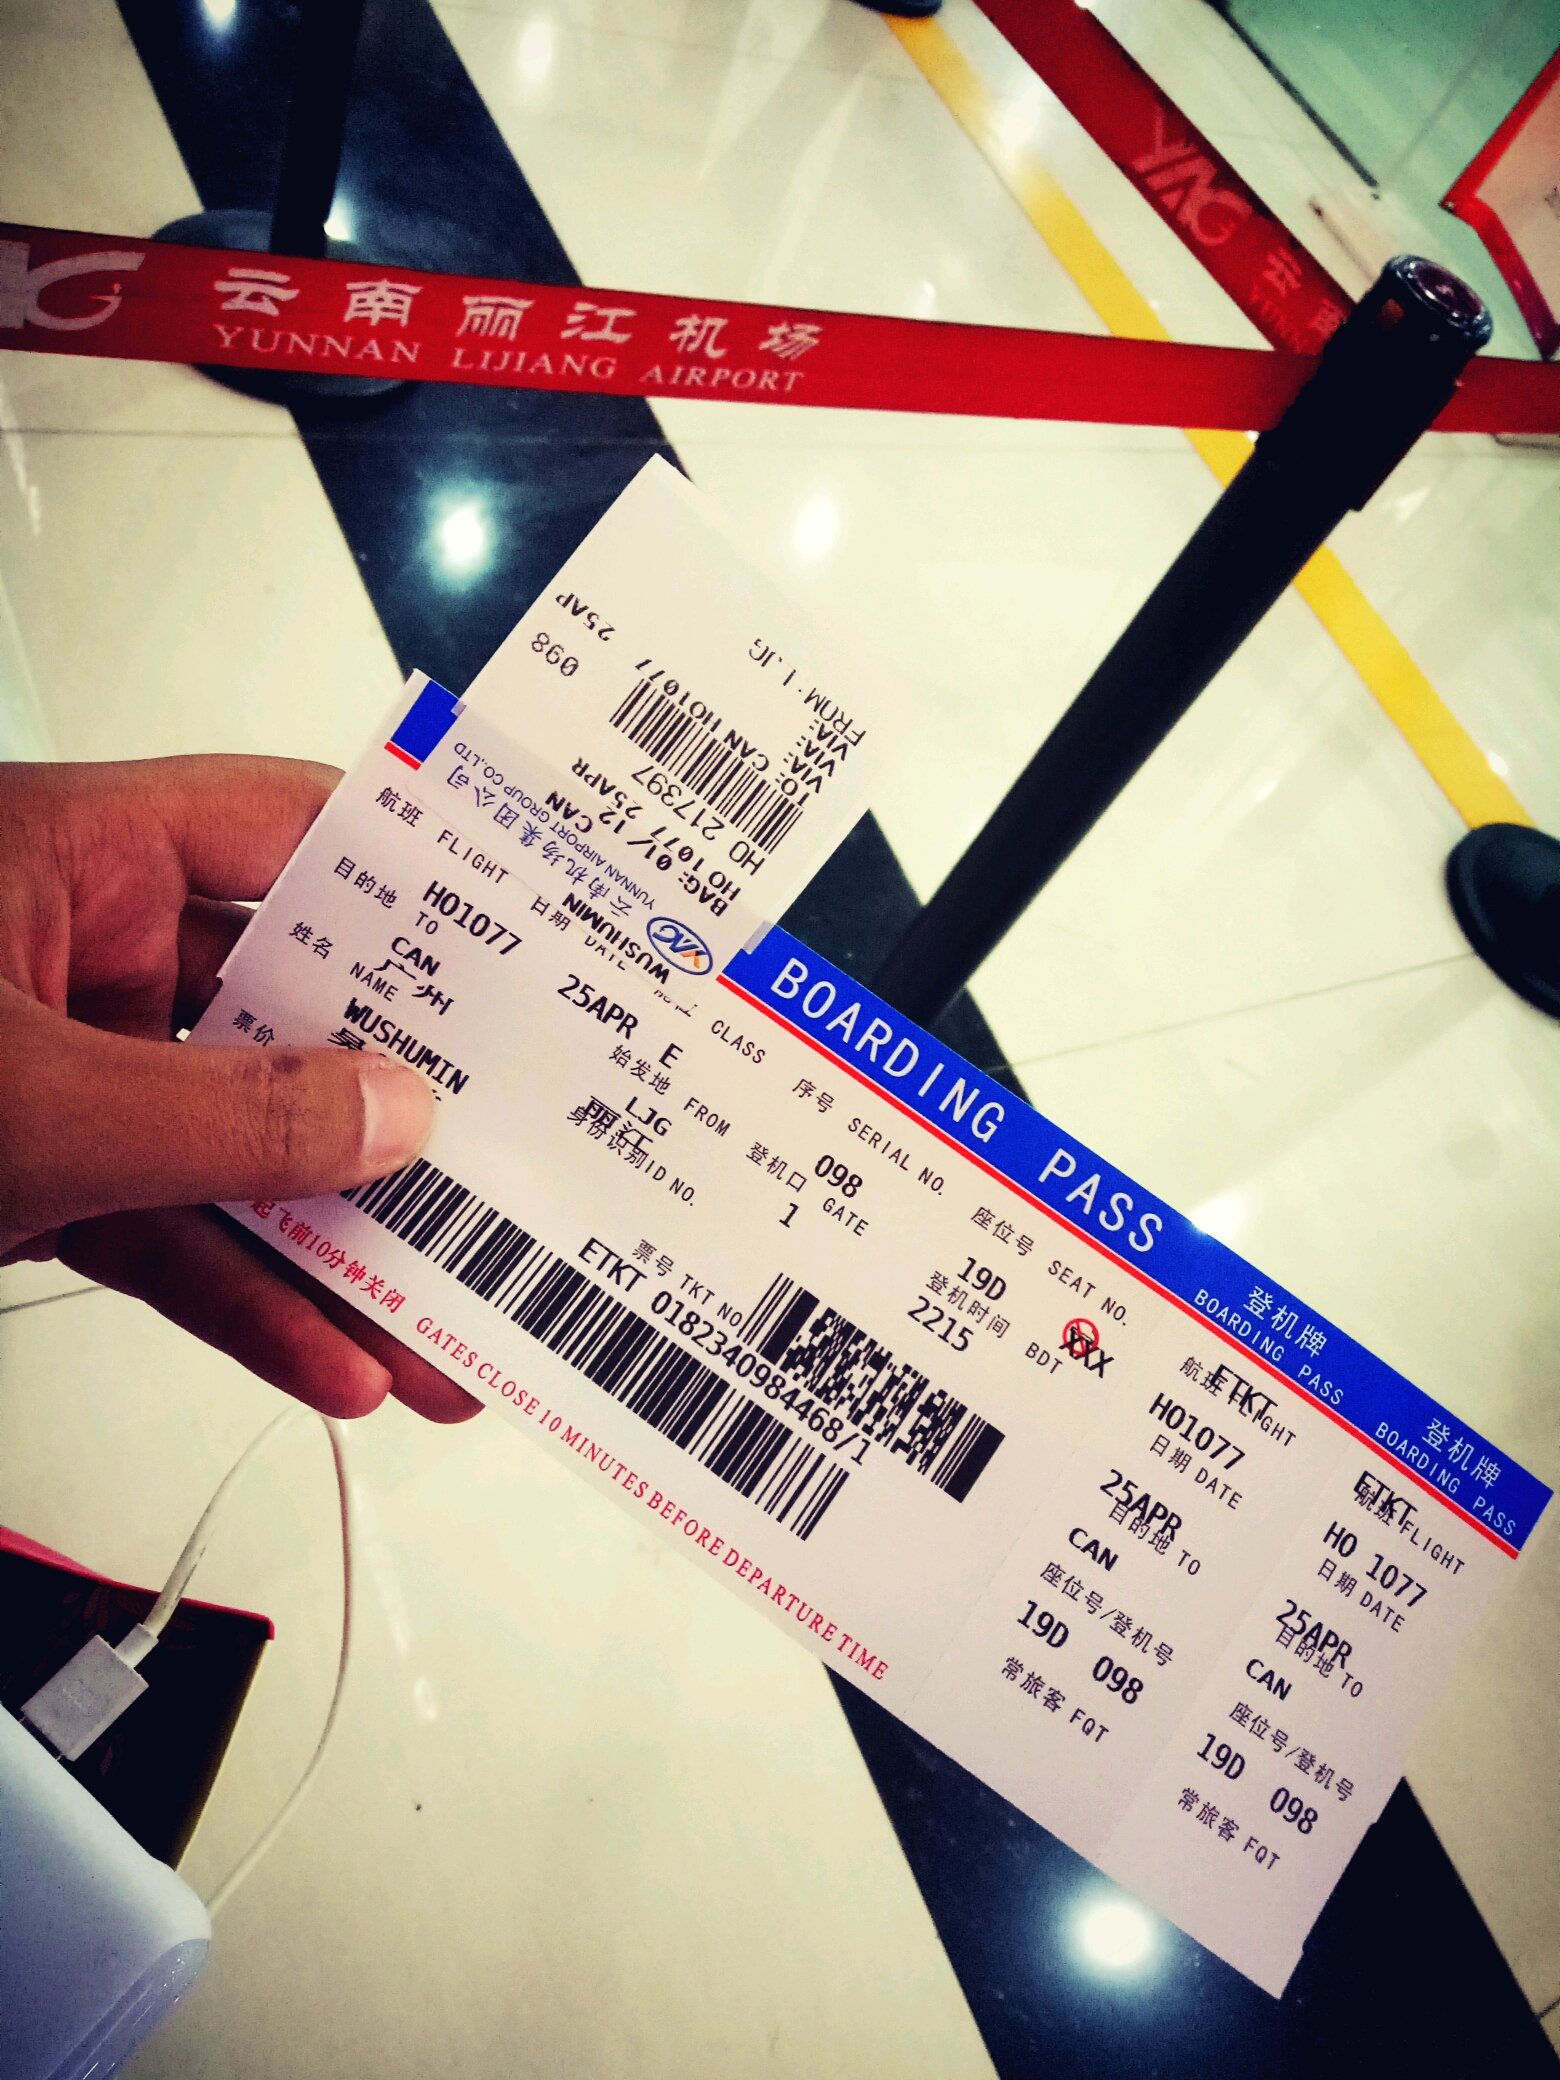 云南丽江机场
YUNNAN LIJIANG AIRPORT
YAG
云南
25AP
098
FROM: LJG
VIA:
VIA:
VIA:
TO: CAN HO1077
HO 217397
HO 1077 25APR
BAG: 01/ 12 CAN
WUSHUMIN
YAG
云南机场集团公司
YUNNAN AIRPORT GROUP CO.LTD
BOARDING PASS
登机牌
BOARDING PASS
登机牌
BOARDING PASS
航班 FLIGHT 日期 DATE CLASS 序号 SERIAL NO. 座位号 SEAT NO.
HO1077 25APR E 098 19D
目的地 TO 始发地 FROM 登机口 GATE 登机时间 BDT
CAN LJG 1 2215
广州 丽江
姓名 NAME 身份识别ID NO.
WUSHUMIN
票价
票号 TKT NO
ETKT 0182340984468/1
起飞前10分钟关闭 GATES CLOSE 10 MINUTES BEFORE DEPARTURE TIME
XXX
ETKT
航班 FLIGHT
HO1077
日期 DATE
25APR
目的地 TO
CAN
座位号/登机号
19D 098
常旅客 FQT
ETKT
航班 FLIGHT
HO 1077
日期 DATE
25APR
目的地 TO
CAN
座位号/登机号
19D 098
常旅客 FQT